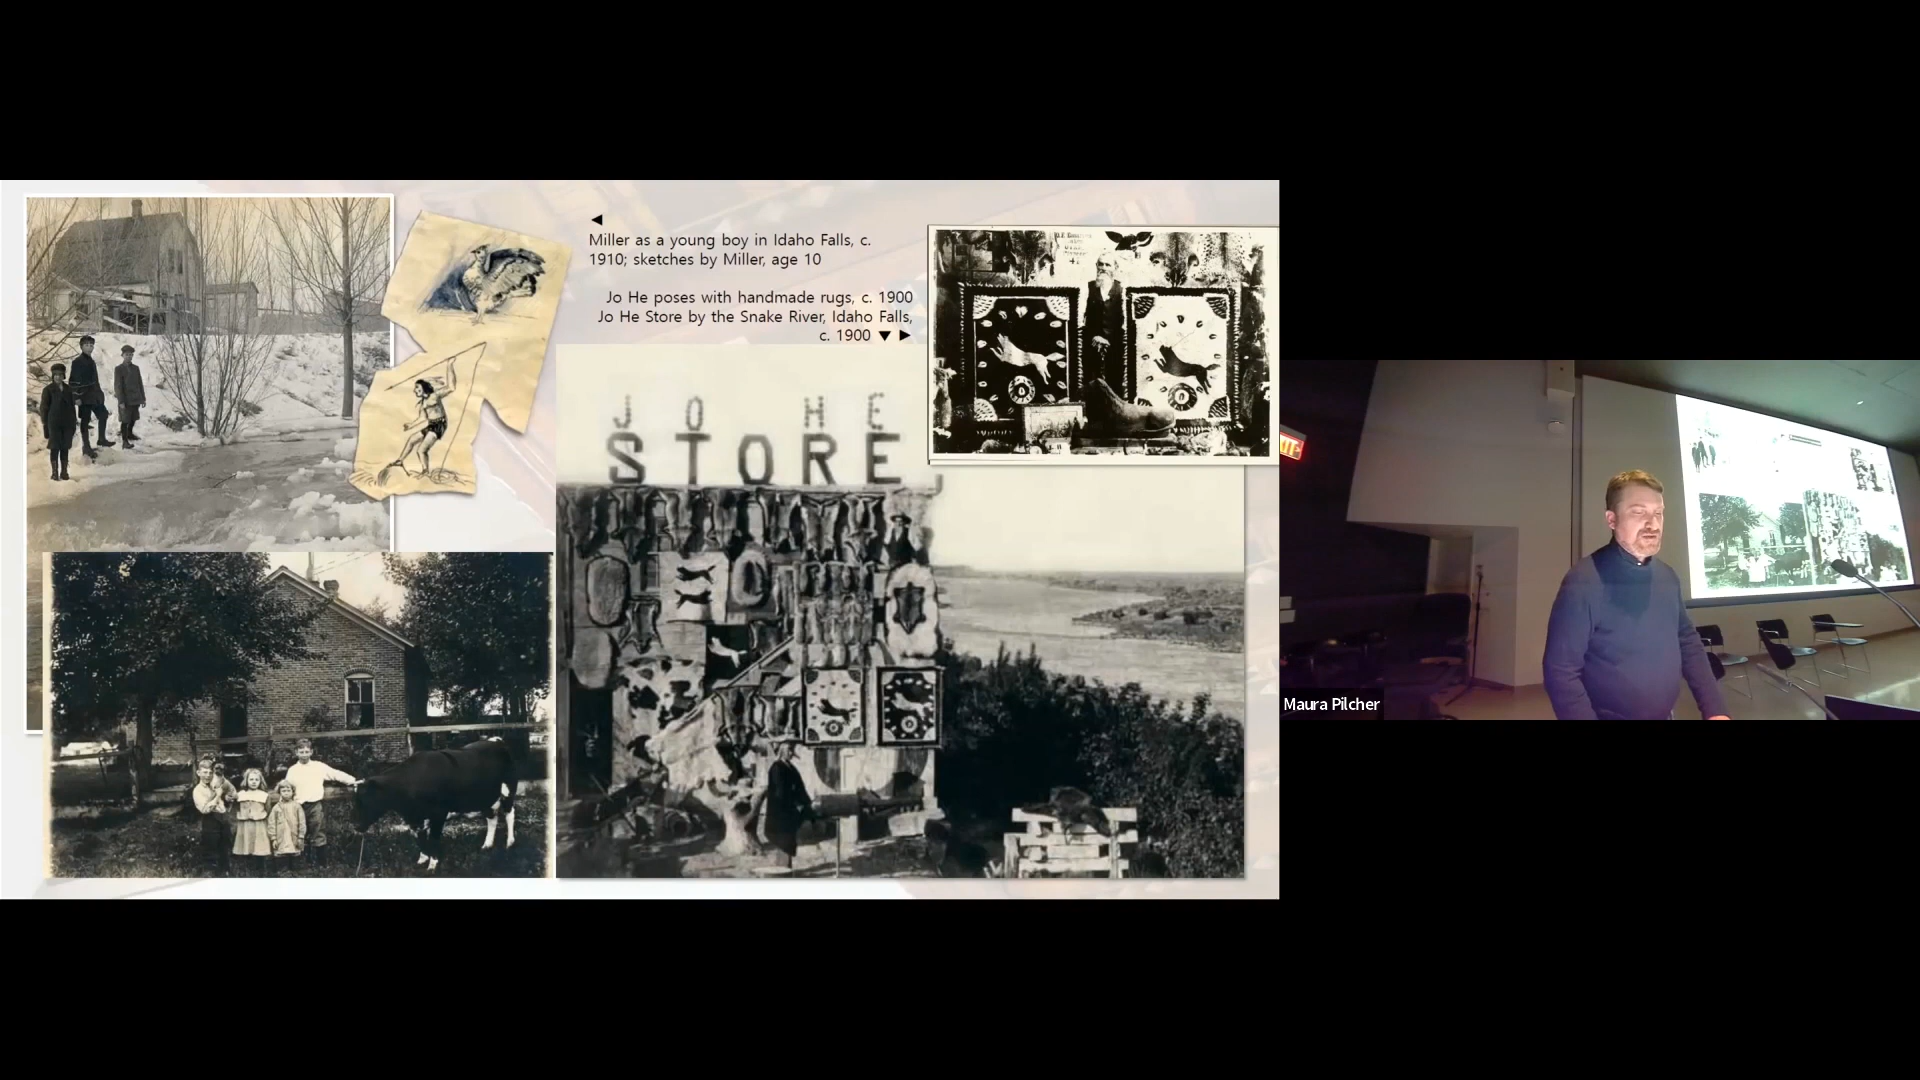 ◄
Miller as a young boy in Idaho Falls, c.
1910; sketches by Miller, age 10
Jo He poses with handmade rugs, c. 1900
Jo He Store by the Snake River, Idaho Falls,
c. 1900 ▼ ►
JO HE
STORE
Maura Pilcher